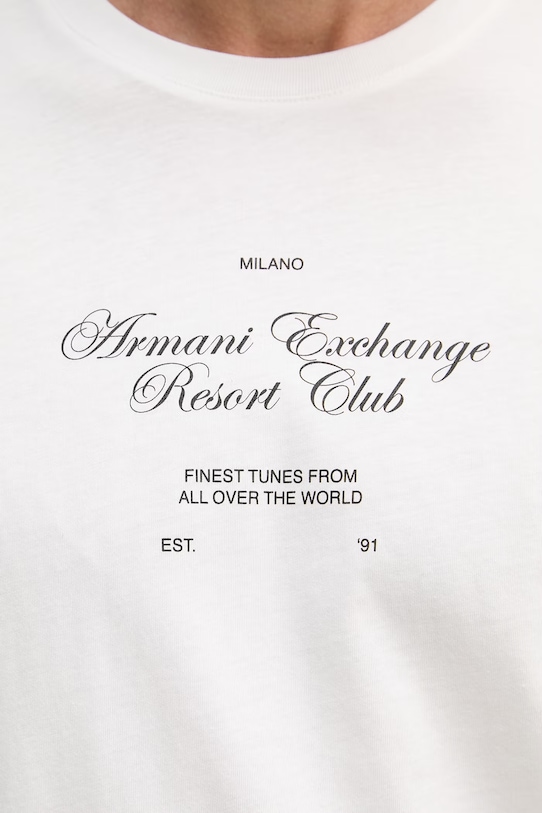 MILANO
Armani Exchange
Resort Club
FINEST TUNES FROM
ALL OVER THE WORLD
EST. '91